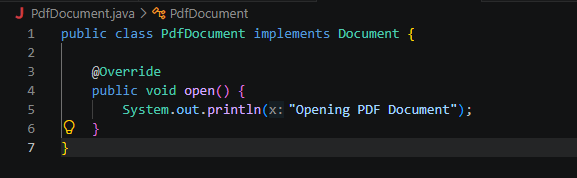 PdfDocument.java > PdfDocument
1 public class PdfDocument implements Document {
2
3 @Override
4 public void open() {
5 System.out.println(x: "Opening PDF Document");
6 }
7 }